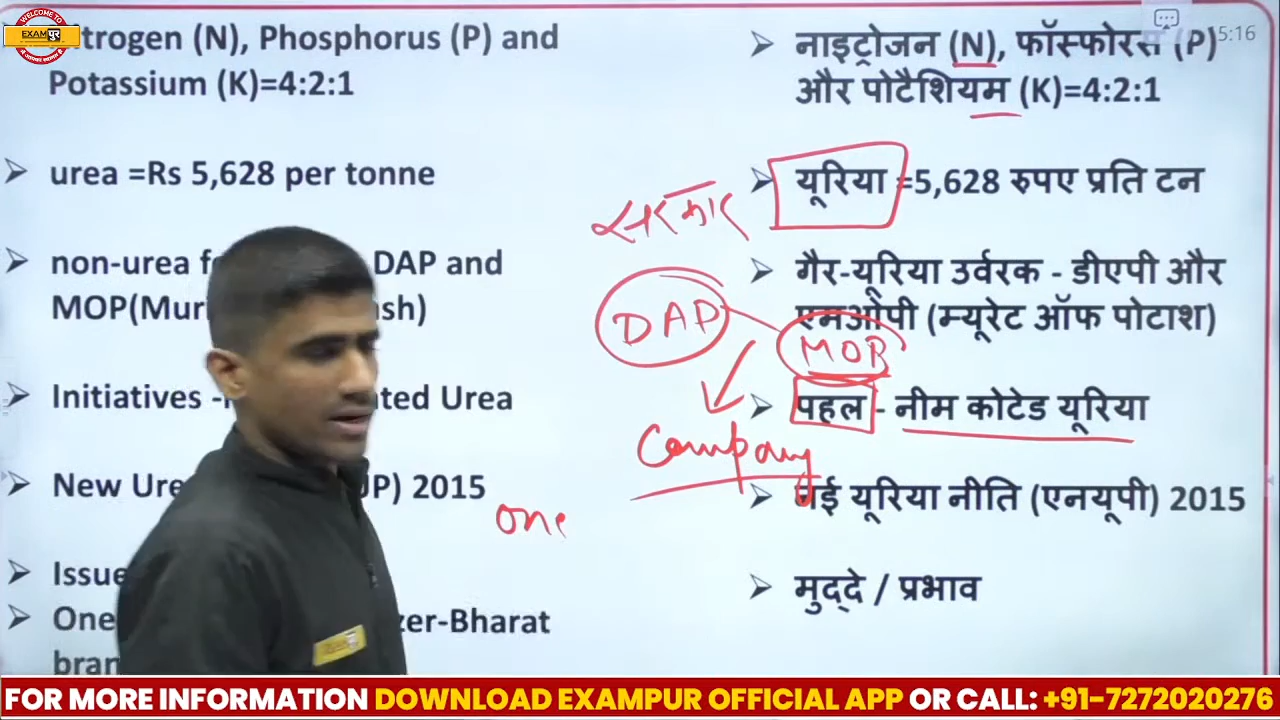 WELCOME TO
EXAMपुर
trogen (N), Phosphorus (P) and
Potassium (K)=4:2:1
➢ urea =Rs 5,628 per tonne
➢ non-urea DAP and
MOP(Muri sh)
➢ Initiatives - ated Urea
➢ New Ure P) 2015
➢ Issue
➢ One zer-Bharat
bran
5:16
➢ नाइट्रोजन (N), फॉस्फोरस (P)
और पोटैशियम (K)=4:2:1
➢ यूरिया =5,628 रुपए प्रति टन
➢ गैर-यूरिया उर्वरक - डीएपी और
एमओपी (म्यूरेट ऑफ पोटाश)
➢ पहल - नीम कोटेड यूरिया
➢ नई यूरिया नीति (एनयूपी) 2015
➢ मुद्दे / प्रभाव
सरकार
DAP
MOP
Company
one
FOR MORE INFORMATION DOWNLOAD EXAMPUR OFFICIAL APP OR CALL: +91-7272020276